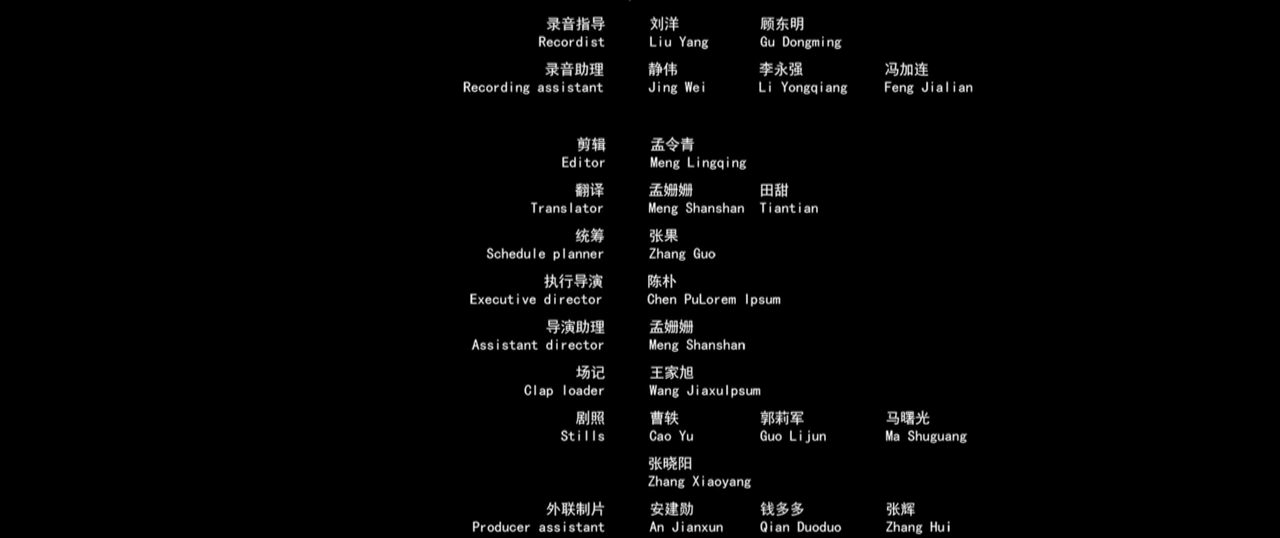 录音指导 刘洋 顾东明
Recordist Liu Yang Gu Dongming
录音助理 静伟 李永强 冯加连
Recording assistant Jing Wei Li Yongqiang Feng Jialian
剪辑 孟令青
Editor Meng Lingqing
翻译 孟姗姗 田甜
Translator Meng Shanshan Tiantian
统筹 张果
Schedule planner Zhang Guo
执行导演 陈朴
Executive director Chen PuLorem Ipsum
导演助理 孟姗姗
Assistant director Meng Shanshan
场记 王家旭
Clap loader Wang JiaxuIpsum
剧照 曹轶 郭莉军 马曙光
Stills Cao Yu Guo Lijun Ma Shuguang
张晓阳
Zhang Xiaoyang
外联制片 安建勋 钱多多 张辉
Producer assistant An Jianxun Qian Duoduo Zhang Hui